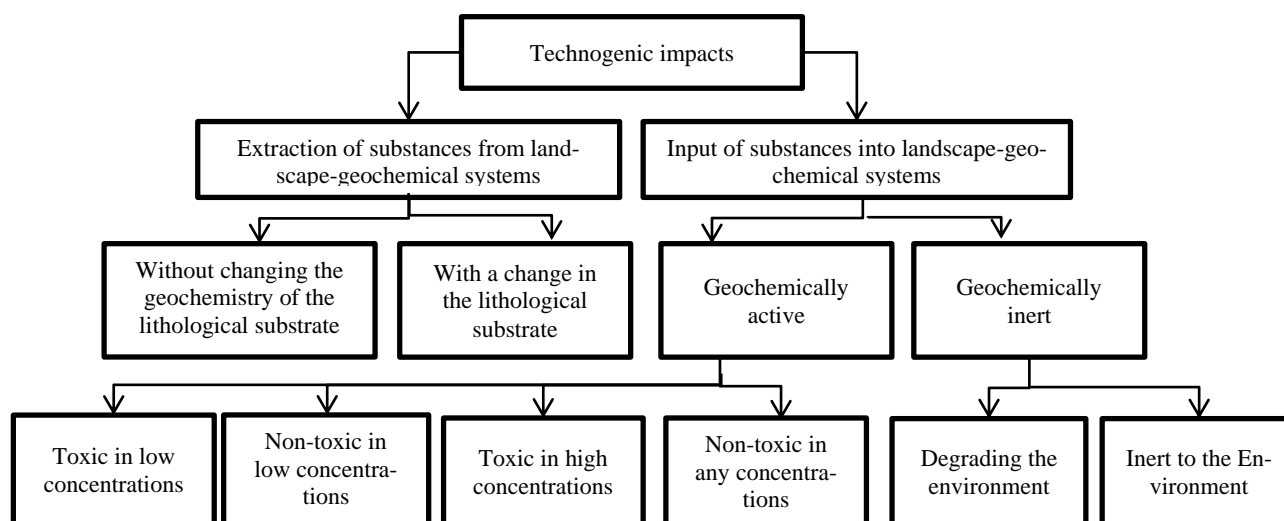 Technogenic impacts
Extraction of substances from land-
scape-geochemical systems
Input of substances into landscape-geo-
chemical systems
Without changing the
geochemistry of the
lithological substrate
With a change in
the lithological
substrate
Geochemically
active
Geochemically
inert
Toxic in low
concentrations
Non-toxic in
low concentra-
tions
Toxic in high
concentrations
Non-toxic in
any concentra-
tions
Degrading the
environment
Inert to the En-
vironment